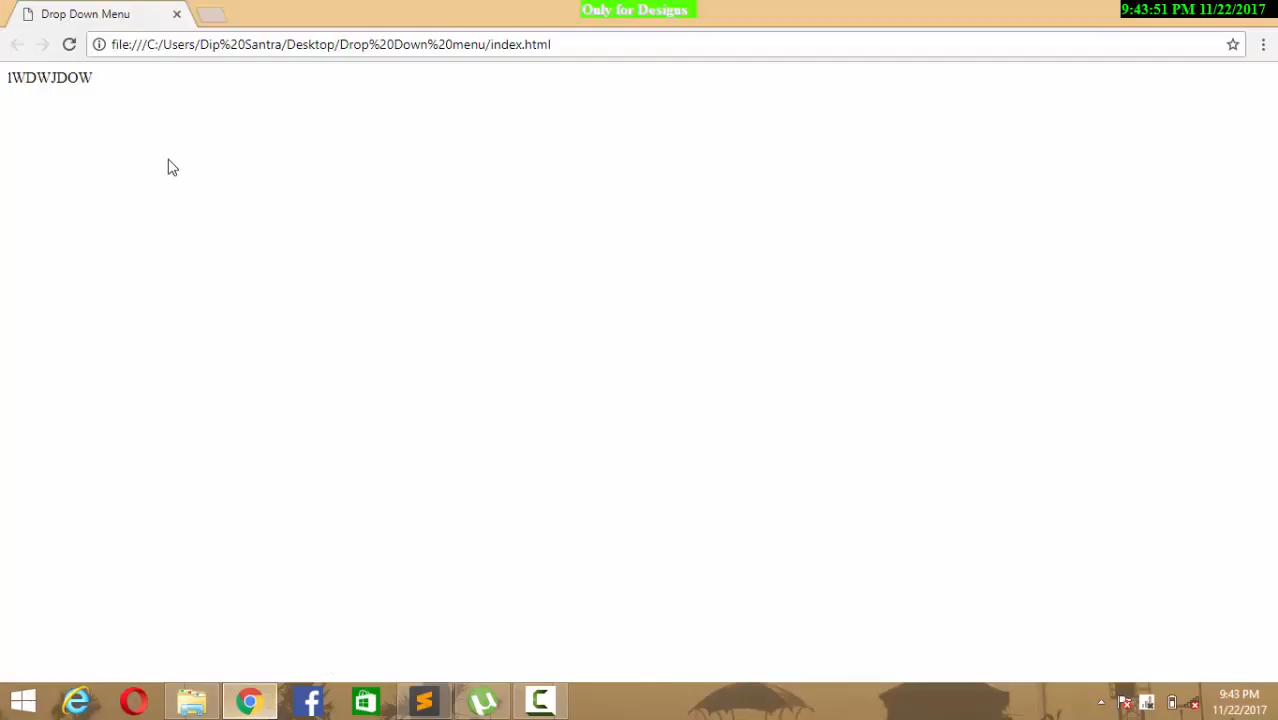 Drop Down Menu
Only for Designs
9:43:51 PM 11/22/2017
file:///C:/Users/Dip%20Santra/Desktop/Drop%20Down%20menu/index.html
lWDWJDOW
9:43 PM
11/22/2017